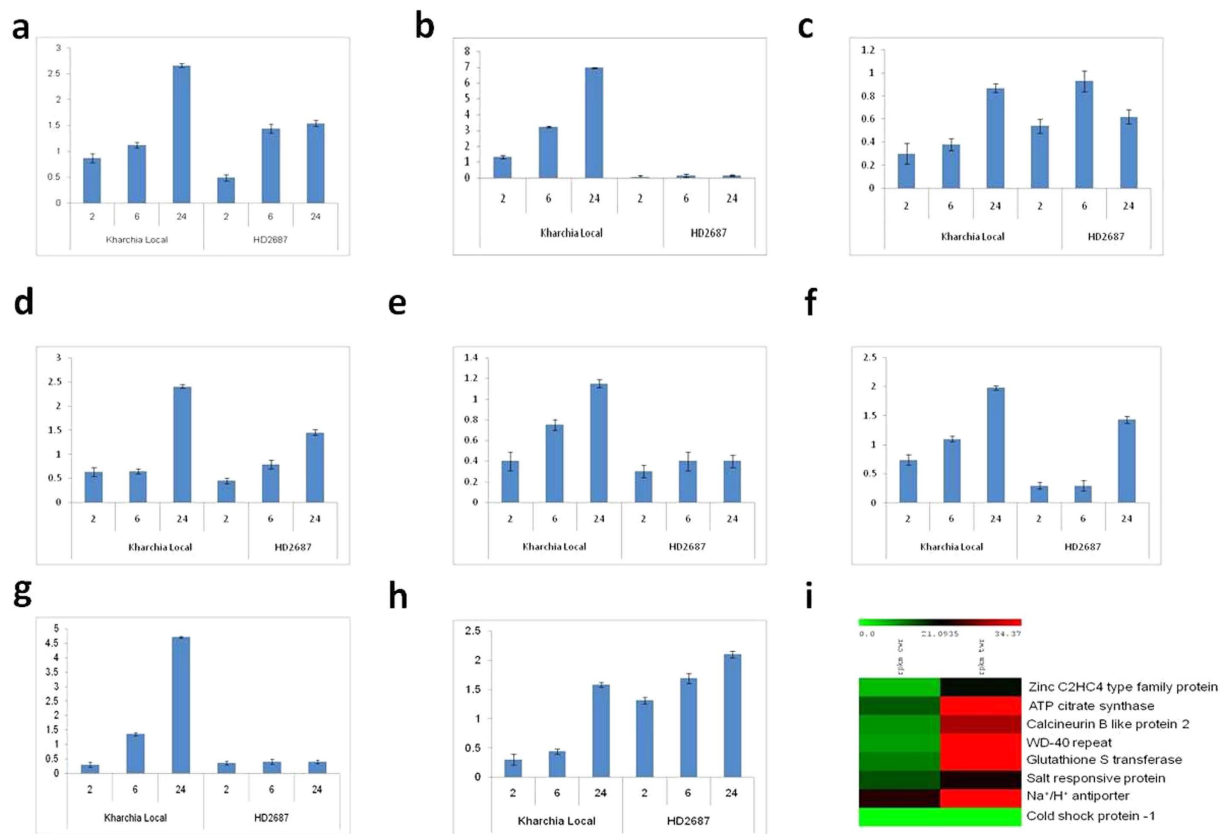 a
3
2.5
2
1.5
1
0.5
0
2 6 24 2 6 24
Kharchia Local HD2687
b
8
7
6
5
4
3
2
1
0
2 6 24 2 6 24
Kharchia Local HD2687
c
1.2
1
0.8
0.6
0.4
0.2
0
2 6 24 2 6 24
Kharchia Local HD2687
d
3
2.5
2
1.5
1
0.5
0
2 6 24 2 6 24
Kharchia Local HD2687
e
1.4
1.2
1
0.8
0.6
0.4
0.2
0
2 6 24 2 6 24
Kharchia Local HD2687
f
2.5
2
1.5
1
0.5
0
2 6 24 2 6 24
Kharchia Local HD2687
g
5
4.5
4
3.5
3
2.5
2
1.5
1
0.5
0
2 6 24 2 6 24
Kharchia Local HD2687
h
2.5
2
1.5
1
0.5
0
2 6 24 2 6 24
Kharchia Local HD2687
i
0.0 21.0935 34.37
rpkm cwr
rpkm twr
Zinc C2HC4 type family protein
ATP citrate synthase
Calcineurin B like protein 2
WD-40 repeat
Glutathione S transferase
Salt responsive protein
Na⁺/H⁺ antiporter
Cold shock protein -1